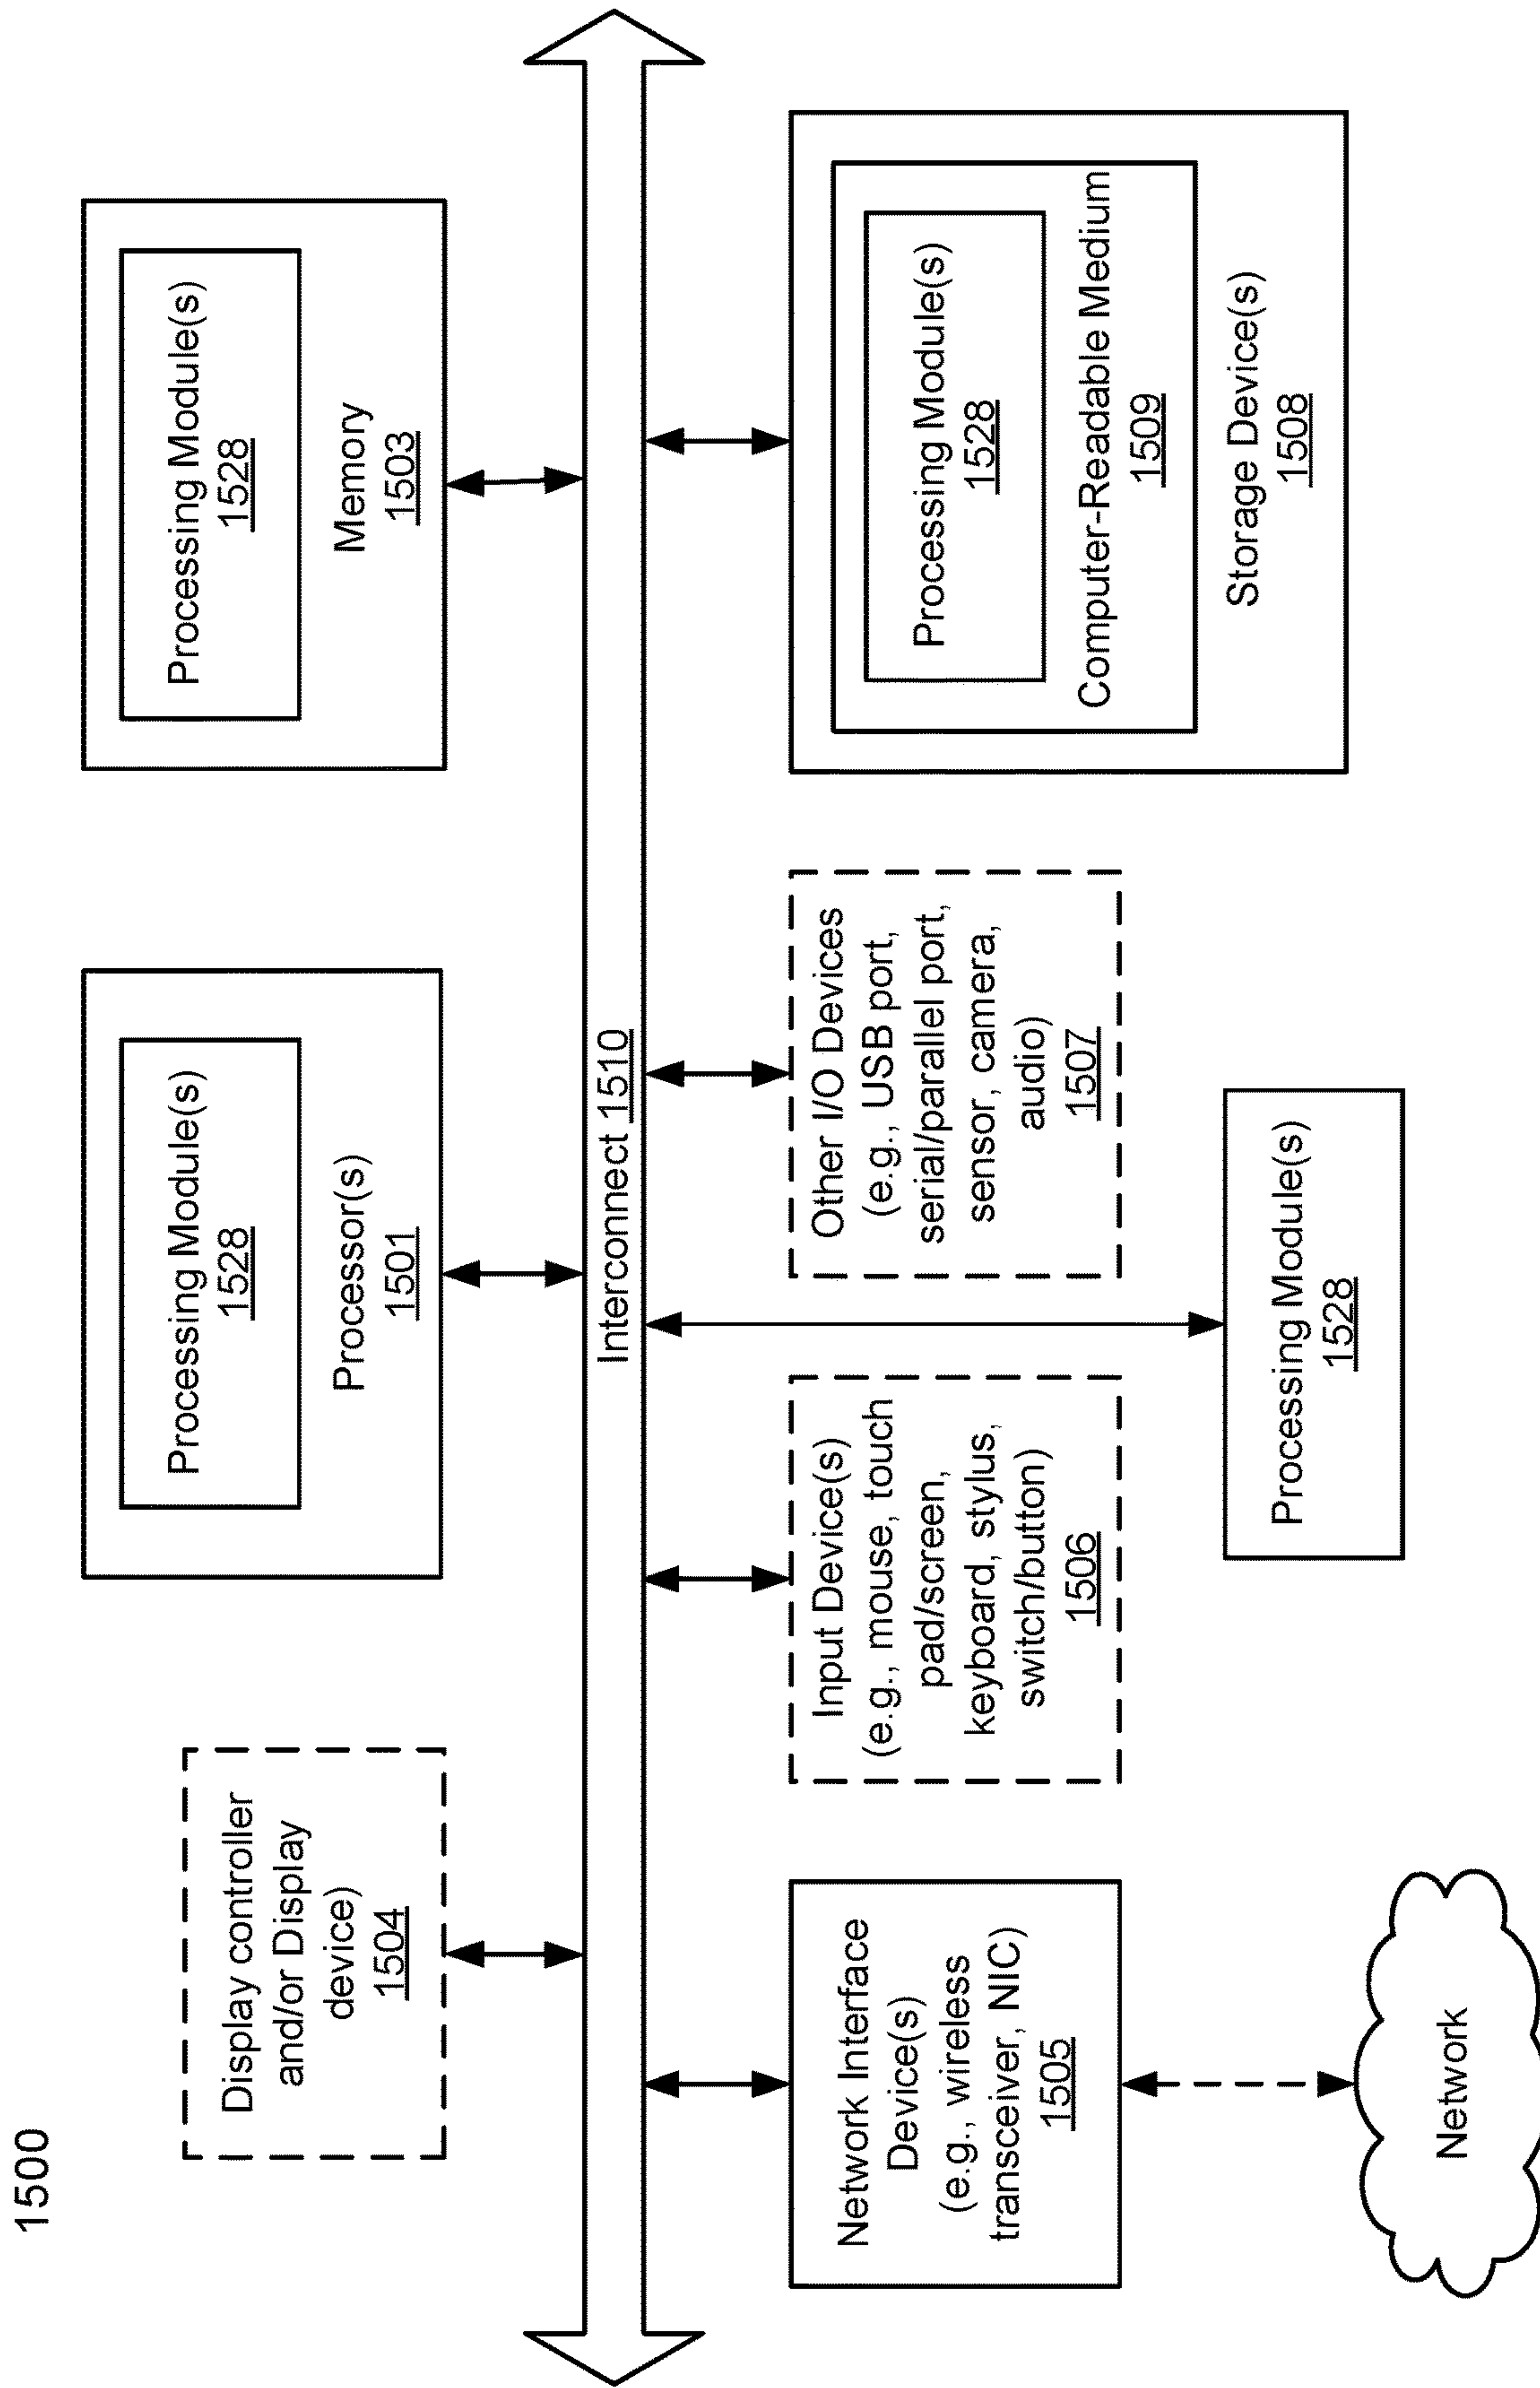 1500
Display controller
and/or Display
device)
1504
Processing Module(s)
1528
Processor(s)
1501
Processing Module(s)
1528
Memory
1503
Interconnect 1510
Network Interface
Device(s)
(e.g., wireless
transceiver, NIC)
1505
Input Device(s)
(e.g., mouse, touch
pad/screen,
keyboard, stylus,
switch/button)
1506
Other I/O Devices
(e.g., USB port,
serial/parallel port,
sensor, camera,
audio)
1507
Processing Module(s)
1528
Computer-Readable Medium
1509
Storage Device(s)
1508
Network
Processing Module(s)
1528